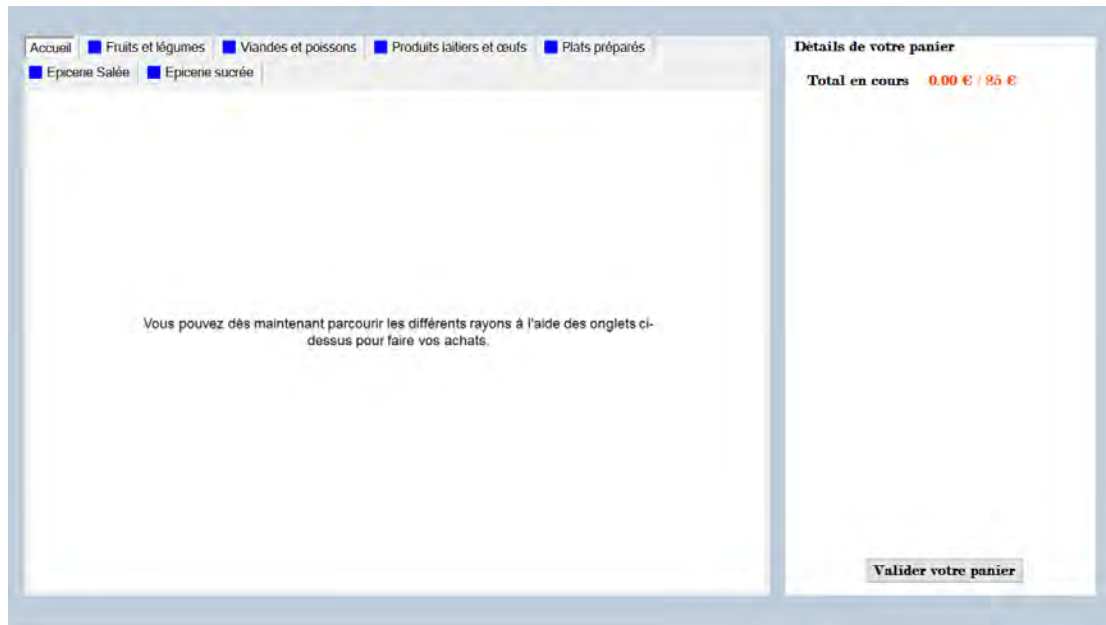 Accueil Fruits et légumes Viandes et poissons Produits laitiers et œufs Plats préparés
Epicerie Salée Epicerie sucrée
Vous pouvez dès maintenant parcourir les différents rayons à l'aide des onglets ci-
dessus pour faire vos achats.
Détails de votre panier
Total en cours 0.00 € / 25 €
Valider votre panier